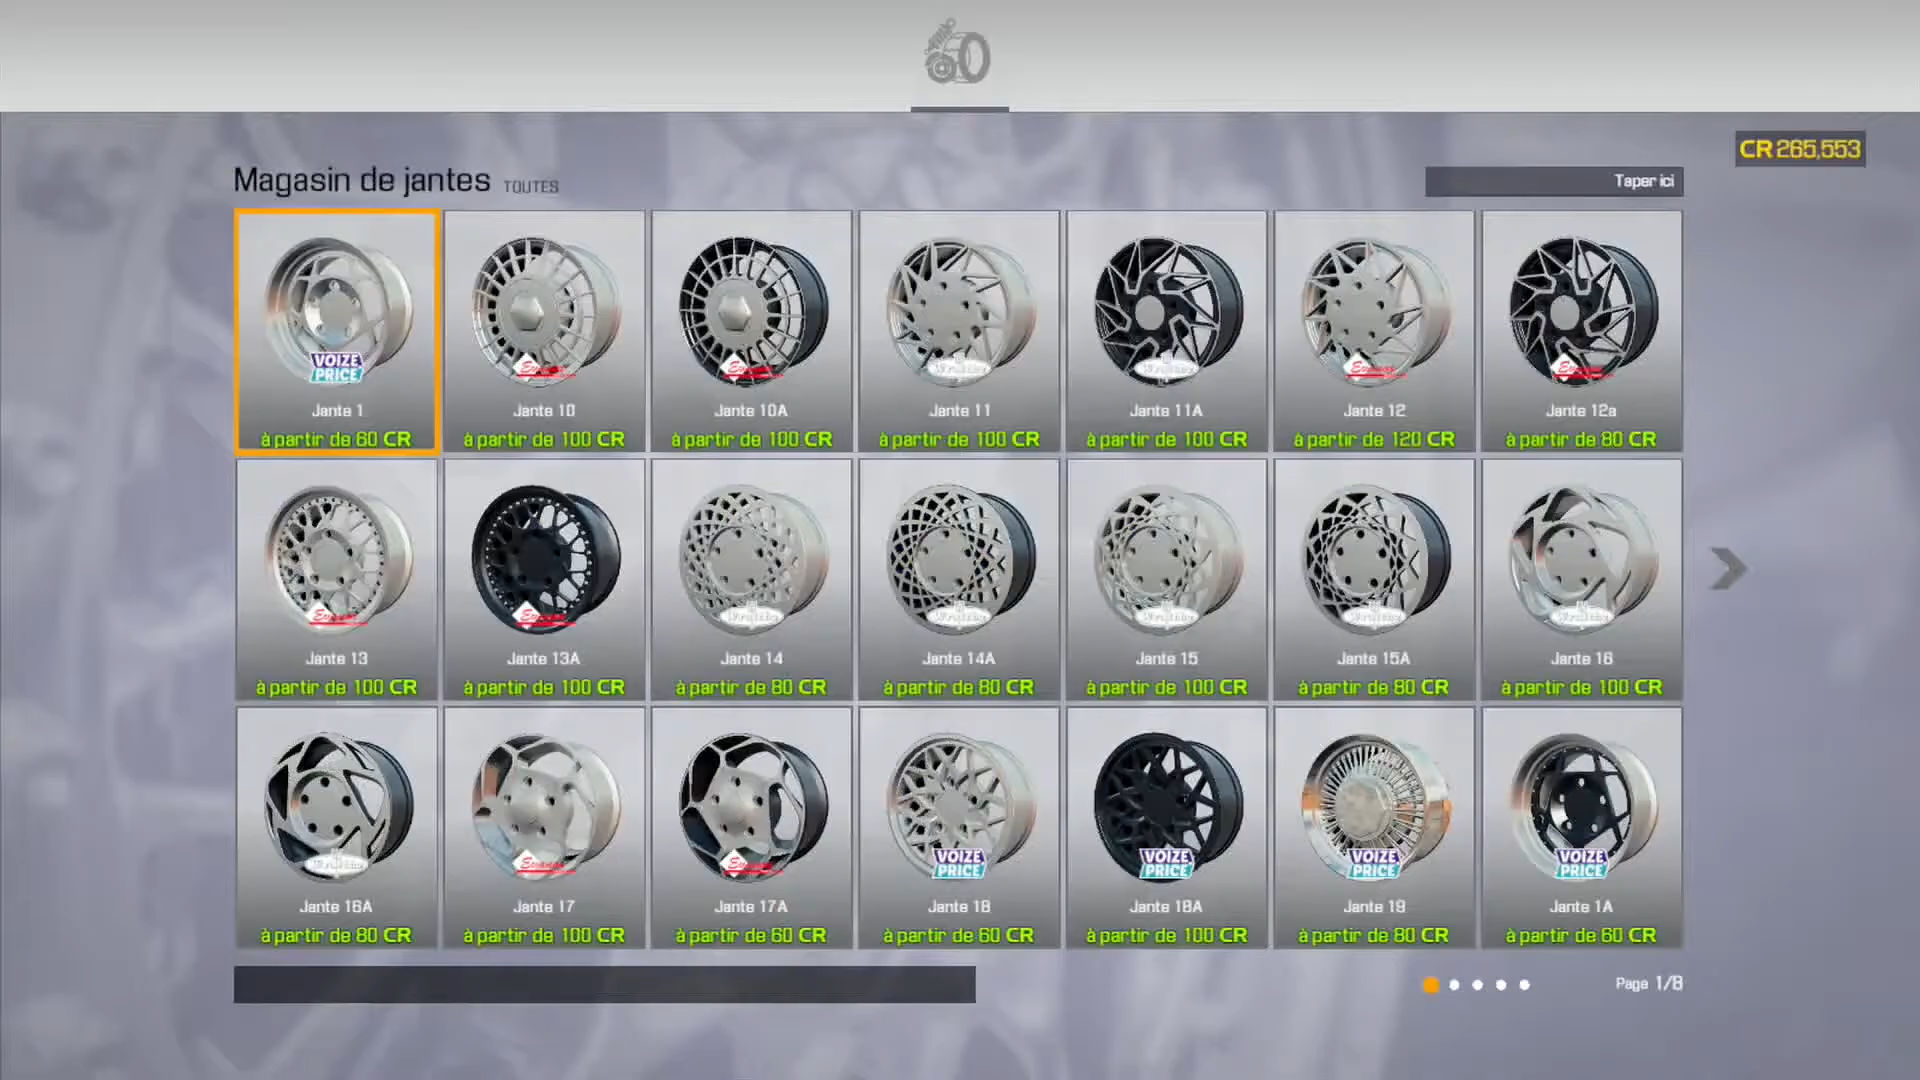 CR 265,553
Magasin de jantes TOUTES
Taper ici
VOIZE PRICE
Jante 1
à partir de 60 CR
Jante 10
à partir de 100 CR
Jante 10A
à partir de 100 CR
Jante 11
à partir de 100 CR
Jante 11A
à partir de 100 CR
Jante 12
à partir de 120 CR
Jante 12a
à partir de 80 CR
Jante 13
à partir de 100 CR
Jante 13A
à partir de 100 CR
Jante 14
à partir de 80 CR
Jante 14A
à partir de 80 CR
Jante 15
à partir de 100 CR
Jante 15A
à partir de 80 CR
Jante 16
à partir de 100 CR
Jante 16A
à partir de 80 CR
Jante 17
à partir de 100 CR
Jante 17A
à partir de 60 CR
VOIZE PRICE
Jante 18
à partir de 60 CR
VOIZE PRICE
Jante 18A
à partir de 100 CR
VOIZE PRICE
Jante 19
à partir de 80 CR
VOIZE PRICE
Jante 1A
à partir de 60 CR
Page 1/8